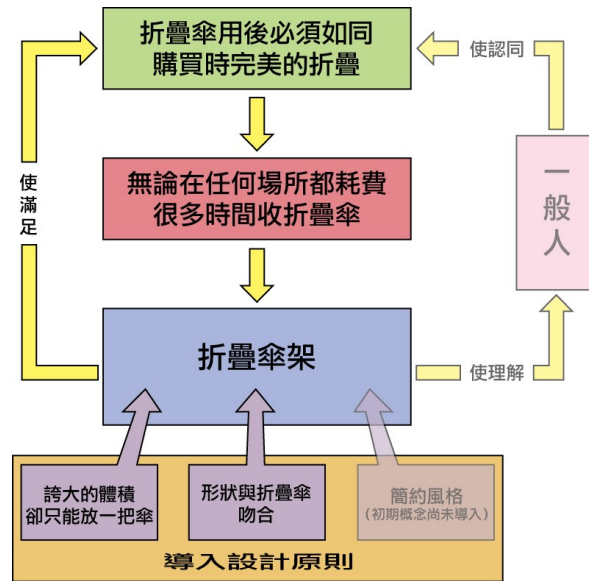 折疊傘用後必須如同
購買時完美的折疊
使認同
無論在任何場所都耗費
很多時間收折疊傘
使滿足
一般人
折疊傘架
使理解
誇大的體積
卻只能放一把傘
形狀與折疊傘
吻合
簡約風格
(初期概念尚未導入)
導入設計原則